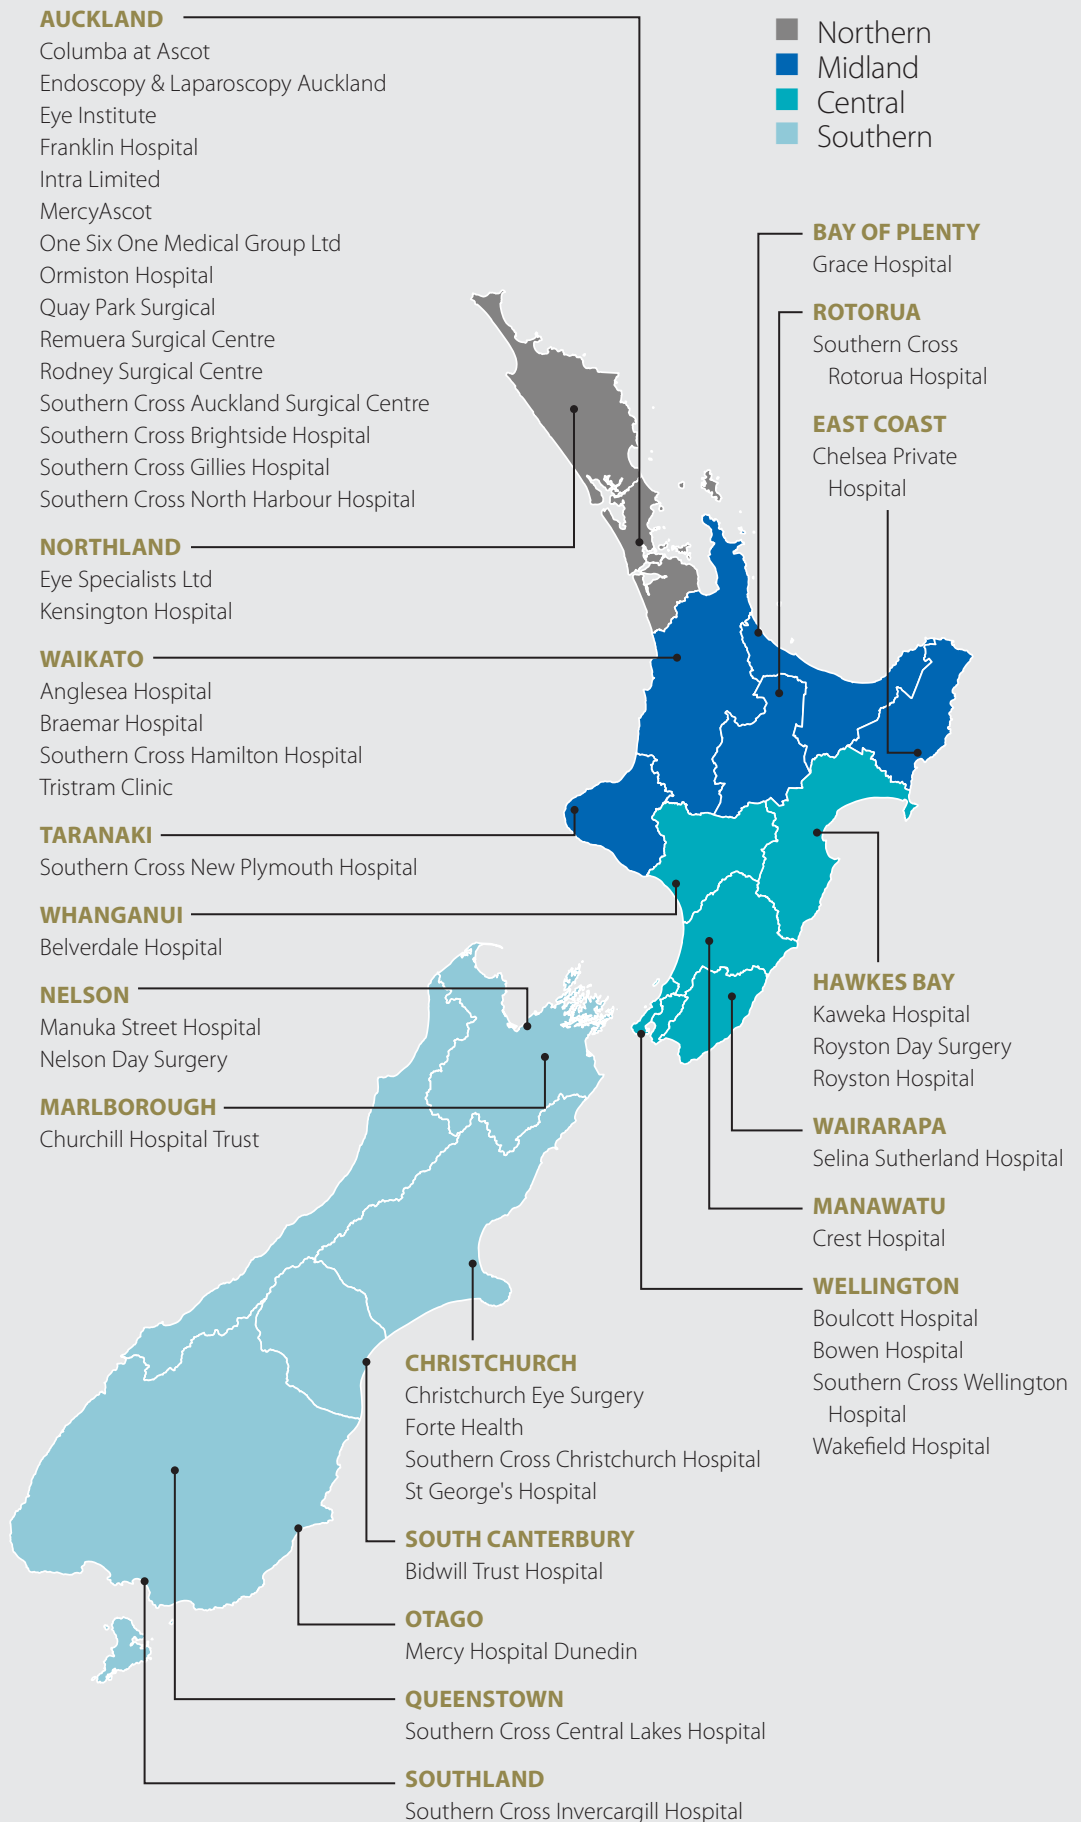 AUCKLAND
Columba at Ascot
Endoscopy & Laparoscopy Auckland
Eye Institute
Franklin Hospital
Intra Limited
MercyAscot
One Six One Medical Group Ltd
Ormiston Hospital
Quay Park Surgical
Remuera Surgical Centre
Rodney Surgical Centre
Southern Cross Auckland Surgical Centre
Southern Cross Brightside Hospital
Southern Cross Gillies Hospital
Southern Cross North Harbour Hospital
NORTHLAND
Eye Specialists Ltd
Kensington Hospital
WAIKATO
Anglesea Hospital
Braemar Hospital
Southern Cross Hamilton Hospital
Tristram Clinic
TARANAKI
Southern Cross New Plymouth Hospital
WHANGANUI
Belverdale Hospital
NELSON
Manuka Street Hospital
Nelson Day Surgery
MARLBOROUGH
Churchill Hospital Trust
Northern
Midland
Central
Southern
BAY OF PLENTY
Grace Hospital
ROTORUA
Southern Cross
Rotorua Hospital
EAST COAST
Chelsea Private
Hospital
HAWKES BAY
Kaweka Hospital
Royston Day Surgery
Royston Hospital
WAIRARAPA
Selina Sutherland Hospital
MANAWATU
Crest Hospital
WELLINGTON
Boulcott Hospital
Bowen Hospital
Southern Cross Wellington
Hospital
Wakefield Hospital
CHRISTCHURCH
Christchurch Eye Surgery
Forte Health
Southern Cross Christchurch Hospital
St George's Hospital
SOUTH CANTERBURY
Bidwill Trust Hospital
OTAGO
Mercy Hospital Dunedin
QUEENSTOWN
Southern Cross Central Lakes Hospital
SOUTHLAND
Southern Cross Invercargill Hospital